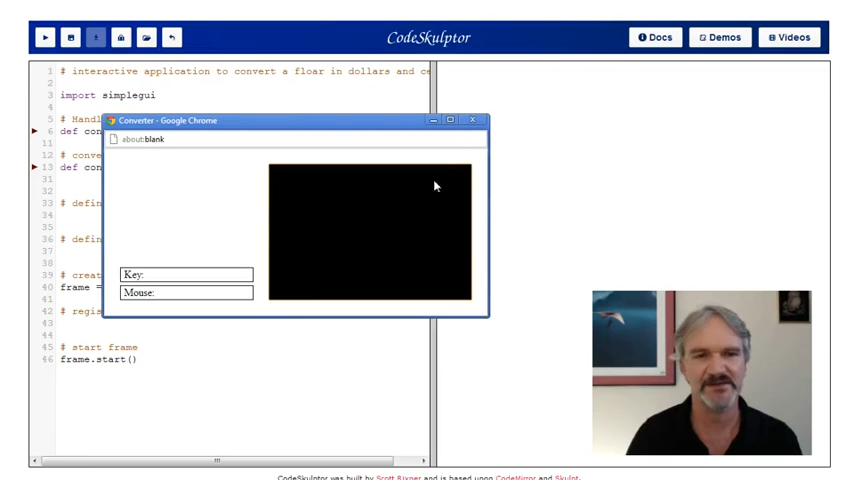 CodeSkulptor
Docs
Demos
Videos
1 # interactive application to convert a floar in dollars and ce
2
3 import simplegui
4
5 # Handl
6 def con
11
12 # conve
13 def con
31
32
33 # defin
34
35
36 # defin
37
38
39 # creat
40 frame =
41
42 # regis
43
44
45 # start frame
46 frame.start()
Converter - Google Chrome
about:blank
Key:
Mouse:
CodeSkulptor was built by Scott Rixner and is based upon CodeMirror and Skulpt.